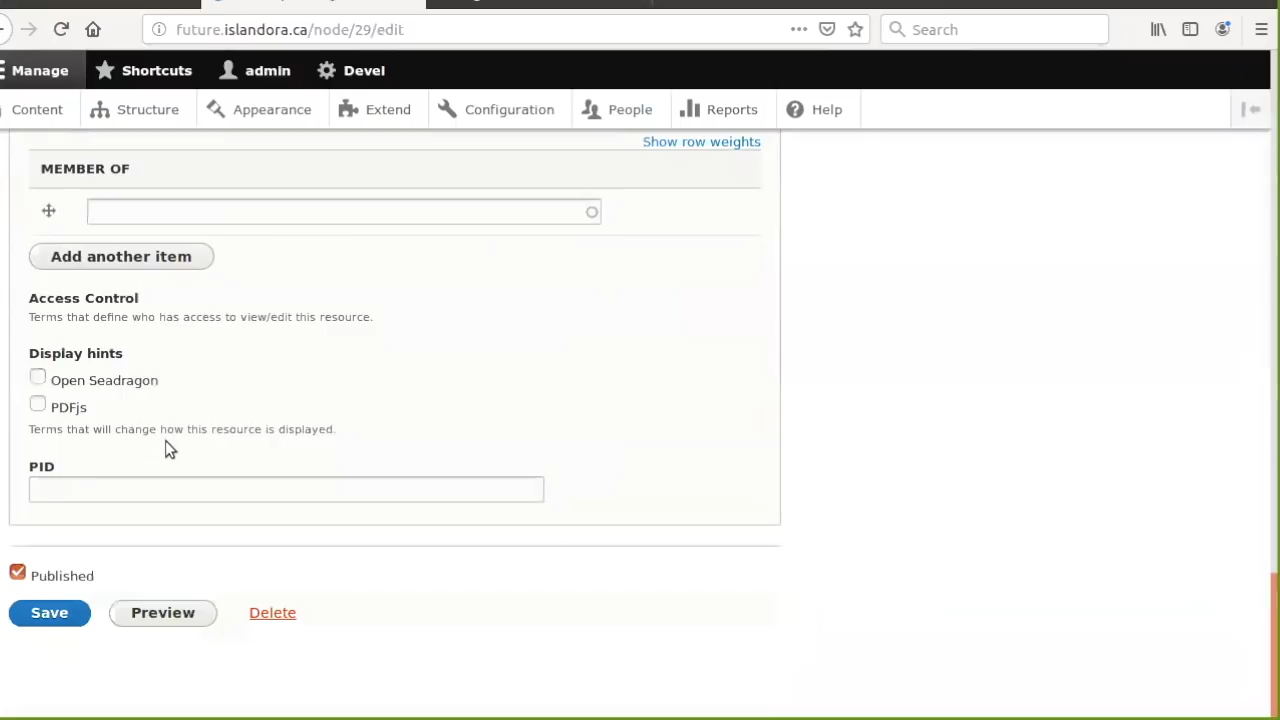 future.islandora.ca/node/29/edit
Search
Manage Shortcuts admin Devel
Content Structure Appearance Extend Configuration People Reports Help
Show row weights
MEMBER OF
Add another item
Access Control
Terms that define who has access to view/edit this resource.
Display hints
Open Seadragon
PDFjs
Terms that will change how this resource is displayed.
PID
Published
Save Preview Delete